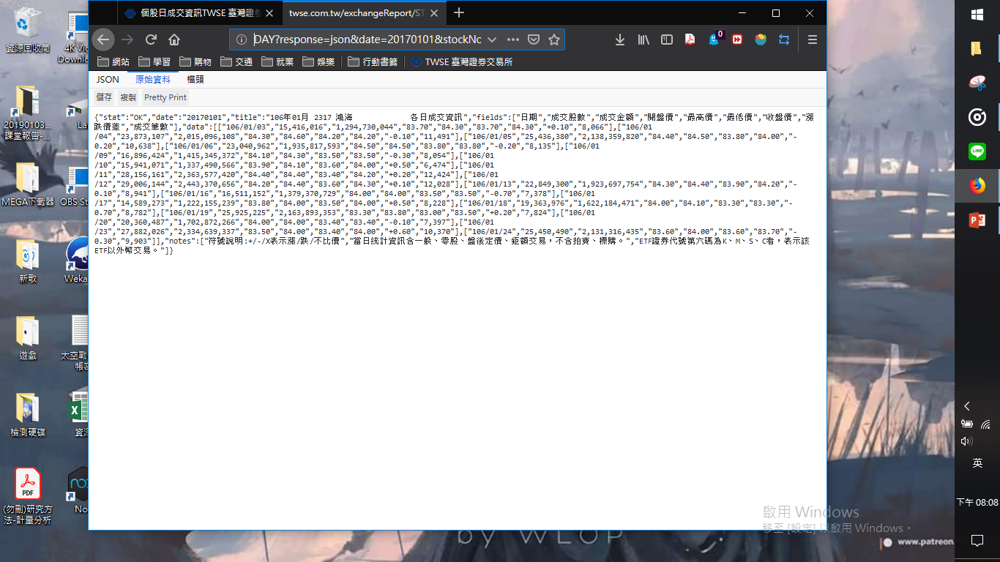 個股日成交資訊TWSE 臺灣證券
twse.com.tw/exchangeReport/ST
DAY?response=json&date=20170101&stockNo
0
網站
學習
購物
交通
就業
娛樂
行動書籤
TWSE 臺灣證券交易所
JSON
原始資料
檔頭
儲存
複製
Pretty Print
{"stat":"OK","date":"20170101","title":"106年01月 2317 鴻海 各日成交資訊","fields":["日期","成交股數","成交金額","開盤價","最高價","最低價","收盤價","漲
跌價差","成交筆數"],"data":[["106/01/03","15,416,016","1,294,730,044","83.70","84.30","83.70","84.30","+0.10","8,066"],["106/01
/04","23,873,107","2,015,096,108","84.30","84.60","84.20","84.20","-0.10","11,491"],["106/01/05","25,436,380","2,138,359,820","84.40","84.50","83.80","84.00","-
0.20","10,638"],["106/01/06","23,040,962","1,935,817,593","84.50","84.50","83.80","83.80","-0.20","8,135"],["106/01
/09","16,896,424","1,415,345,372","84.10","84.30","83.50","83.50","-0.30","8,054"],["106/01
/10","15,941,071","1,337,490,566","83.90","84.10","83.60","84.00","+0.50","6,474"],["106/01
/11","28,156,161","2,363,577,420","84.40","84.40","83.40","84.20","+0.20","12,424"],["106/01
/12","29,006,144","2,443,370,656","84.20","84.40","83.60","84.30","+0.10","12,028"],["106/01/13","22,849,300","1,923,697,754","84.30","84.40","83.90","84.20","-
0.10","8,941"],["106/01/16","16,511,152","1,379,370,729","84.00","84.00","83.50","83.50","-0.70","7,378"],["106/01
/17","14,589,273","1,222,155,239","83.80","84.00","83.50","84.00","+0.50","8,228"],["106/01/18","19,363,976","1,622,184,471","84.00","84.10","83.30","83.30","-
0.70","8,782"],["106/01/19","25,925,225","2,163,893,353","83.30","83.80","83.00","83.50","+0.20","7,824"],["106/01
/20","20,360,487","1,702,872,266","84.00","84.00","83.40","83.40","-0.10","7,397"],["106/01
/23","27,882,026","2,334,639,337","83.50","84.00","83.40","84.00","+0.60","10,370"],["106/01/24","25,450,490","2,131,316,435","83.60","84.00","83.60","83.70","-
0.30","9,903"]],"notes":["符號說明:+/-/X表示漲/跌/不比價","當日統計資訊含一般、零股、盤後定價、鉅額交易，不含拍賣、標購。","ETF證券代號第六碼為K、M、S、C者，表示該
ETF以外幣交易。"]}
資源回收筒
4K Vid
Downlo
20190103...
課堂報告-...
La
MEGA下載器
OBS St
新歌
Weka
遊戲
太空戰
帳密
檢測硬碟
資源
PDF
(勿刪)研究方
法-計量分析
No
LINE
英
下午 08:08
啟用 Windows
移至 [設定] 以啟用 Windows。
by WLOP
www.patreon.